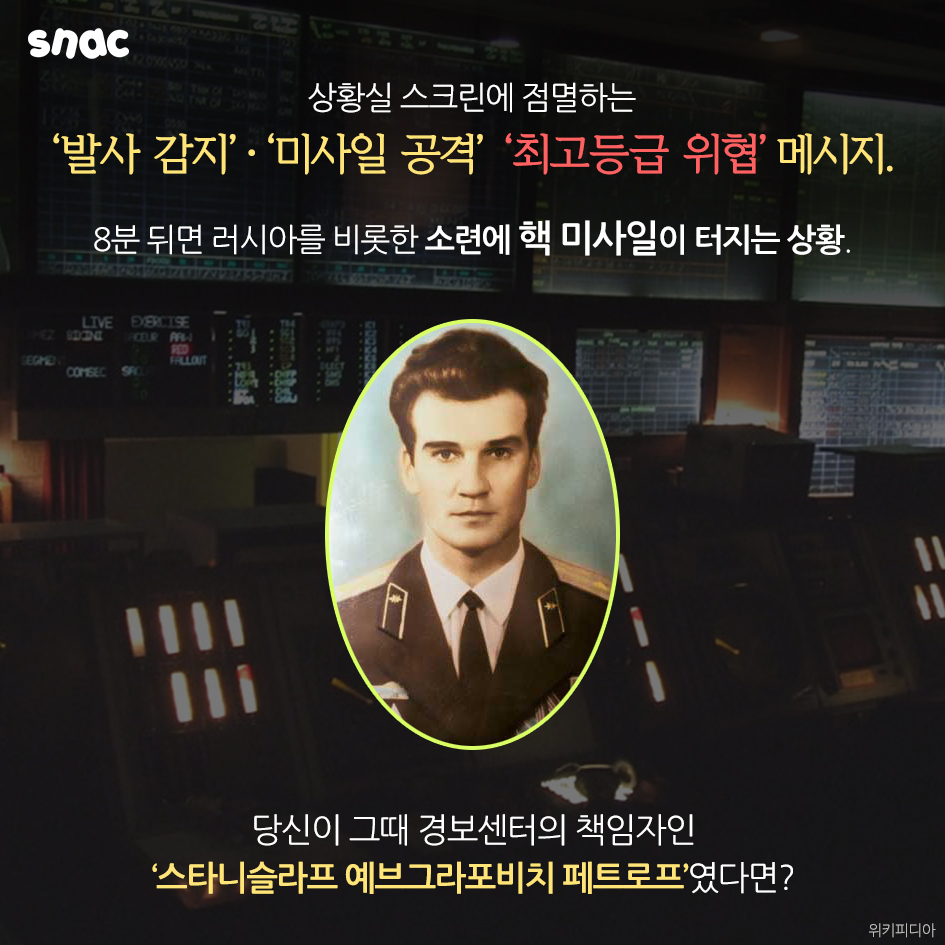 snac
상황실 스크린에 점멸하는
‘발사 감지’·‘미사일 공격’ ‘최고등급 위협’ 메시지.
8분 뒤면 러시아를 비롯한 소련에 핵 미사일이 터지는 상황.
LIVE EXERCISE
BIKINI
RED
FALLOUT
COMSEC
당신이 그때 경보센터의 책임자인
‘스타니슬라프 예브그라포비치 페트로프’였다면?
위키피디아